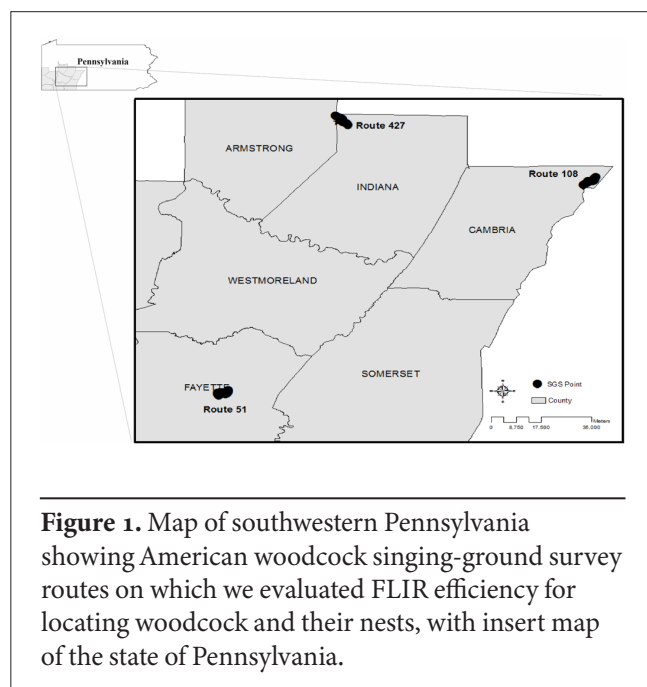 Pennsylvania
Route 427
ARMSTRONG
Route 108
INDIANA
CAMBRIA
WESTMORELAND
SOMERSET
FAYETTE
Route 51
SGS Point
County
Meters
0 8,750 17,500 35,000
Figure 1. Map of southwestern Pennsylvania
showing American woodcock singing-ground survey
routes on which we evaluated FLIR efficiency for
locating woodcock and their nests, with insert map
of the state of Pennsylvania.